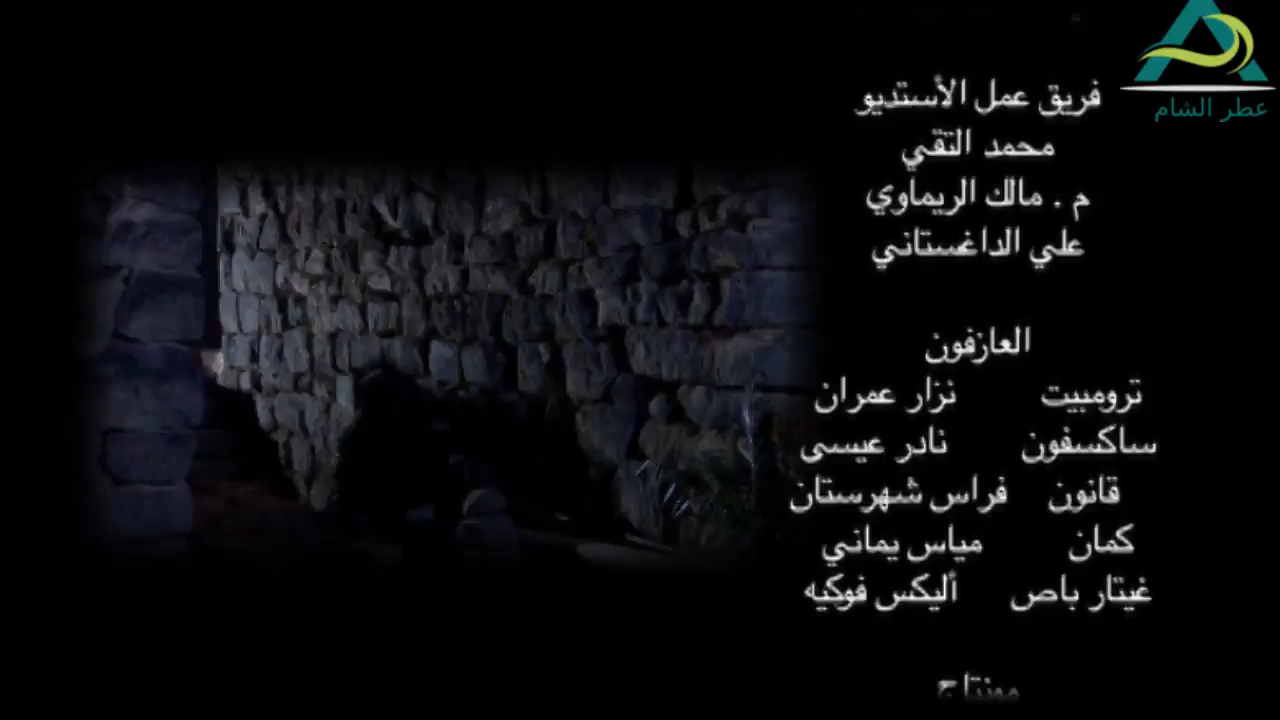 عطر الشام
فريق عمل الأستديو
محمد التقي
م . مالك الريماوي
علي الداغستاني
العازفون
ترومبيت نزار عمران
ساكسفون نادر عيسى
قانون فراس شهرستان
كمان مياس يماني
غيتار باص أليكس فوكيه
مونتاج